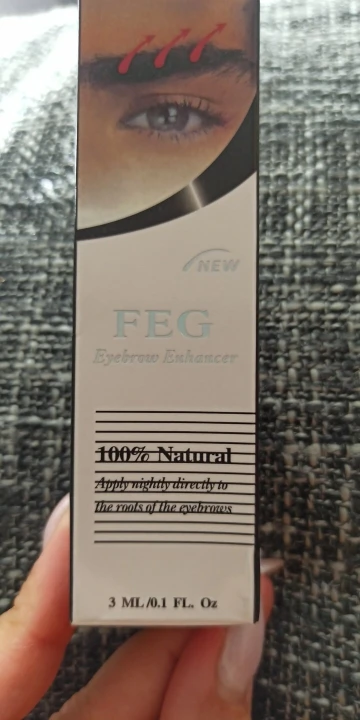 NEW
FEG
Eyebrow Enhancer
100% Natural
Apply nightly directly to
the roots of the eyebrows
3 ML/0.1 FL. Oz